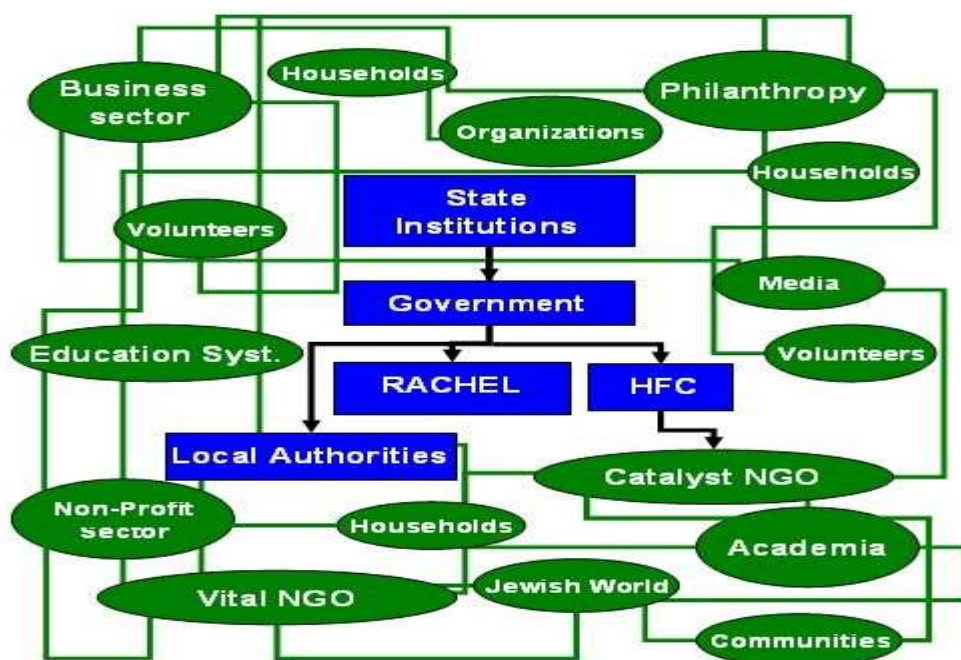 Households
Business
sector
Philanthropy
Organizations
Households
State
Institutions
Volunteers
Media
Government
Education Syst.
Volunteers
RACHEL
HFC
Local Authorities
Catalyst NGO
Non-Profit
Sector
Households
Academia
Jewish World
Vital NGO
Communities